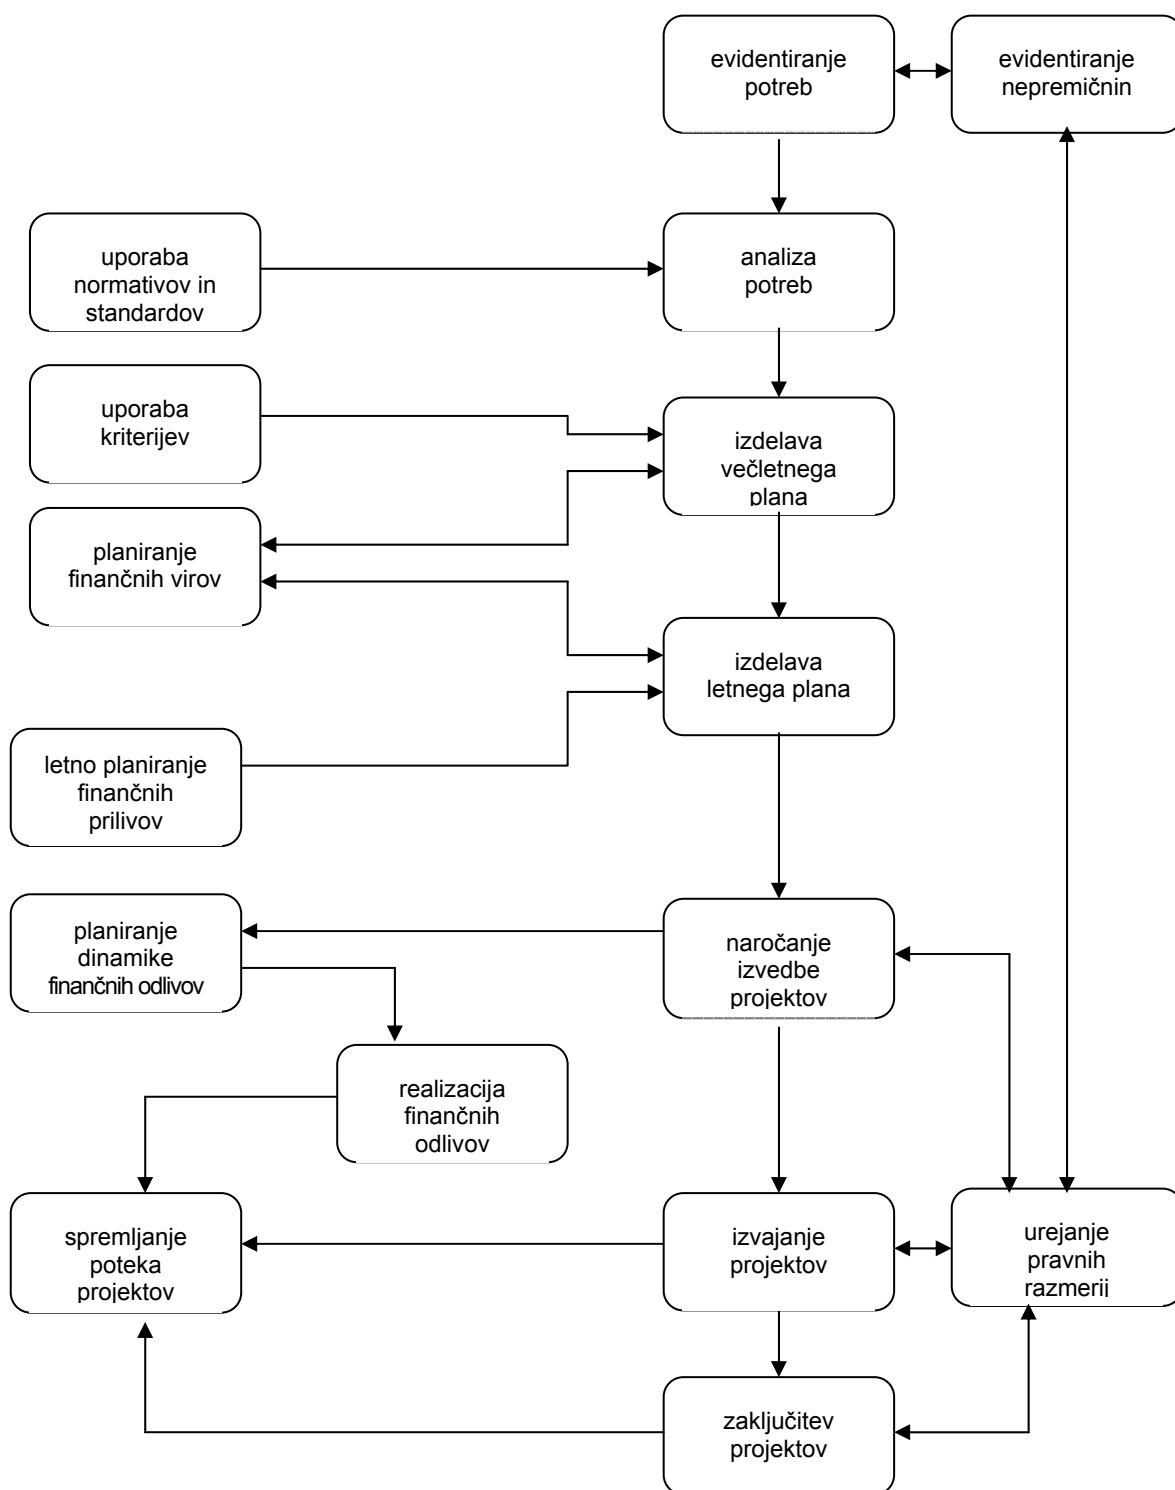 evidentiranje
potreb
evidentiranje
nepremičnin
uporaba
normativov in
standardov
analiza
potreb
uporaba
kriterijev
izdelava
večletnega
plana
planiranje
finančnih virov
izdelava
letnega plana
letno planiranje
finančnih
prilivov
planiranje
dinamike
finančnih odlivov
naročanje
izvedbe
projektov
realizacija
finančnih
odlivov
spremljanje
poteka
projektov
izvajanje
projektov
urejanje
pravnih
razmerij
zaključitev
projektov